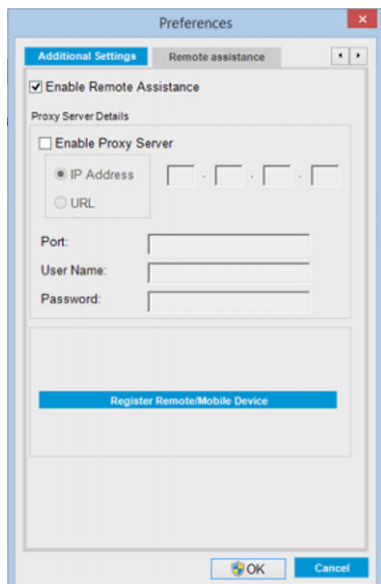 Preferences
Additional Settings Remote assistance
Enable Remote Assistance
Proxy Server Details
Enable Proxy Server
IP Address
URL
Port:
User Name:
Password:
Register Remote/Mobile Device
OK Cancel